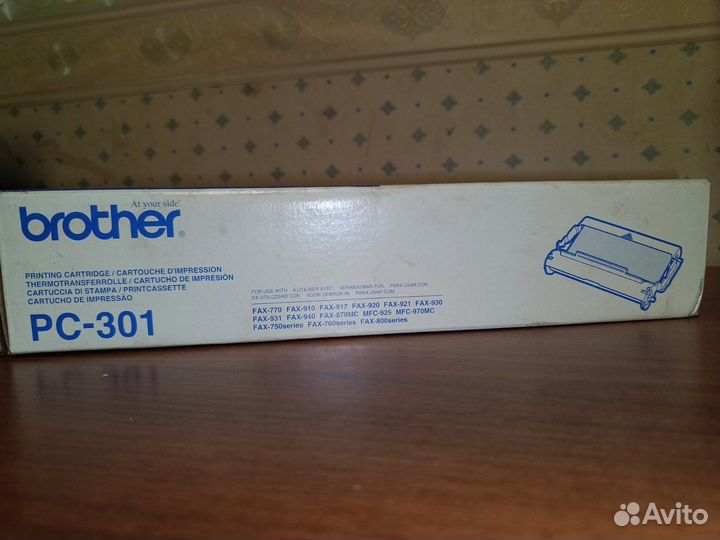 At your side.
brother®
PRINTING CARTRIDGE / CARTOUCHE D'IMPRESSION
THERMOTRANSFERROLLE / CARTUCHO DE IMPRESIÓN
CARTUCCIA DI STAMPA / PRINTCASSETTE
CARTUCHO DE IMPRESSÃO
PC-301
FOR USE WITH A UTILISER AVEC VERWENDBAR FÜR PARA USAR CON
DA UTILIZZARE CON VOOR GEBRUIK IN PARA USAR COM
FAX-770 FAX-910 FAX-917 FAX-920 FAX-921 FAX-930
FAX-931 FAX-940 FAX-870MC MFC-925 MFC-970MC
FAX-750series FAX-760series FAX-800series
Avito